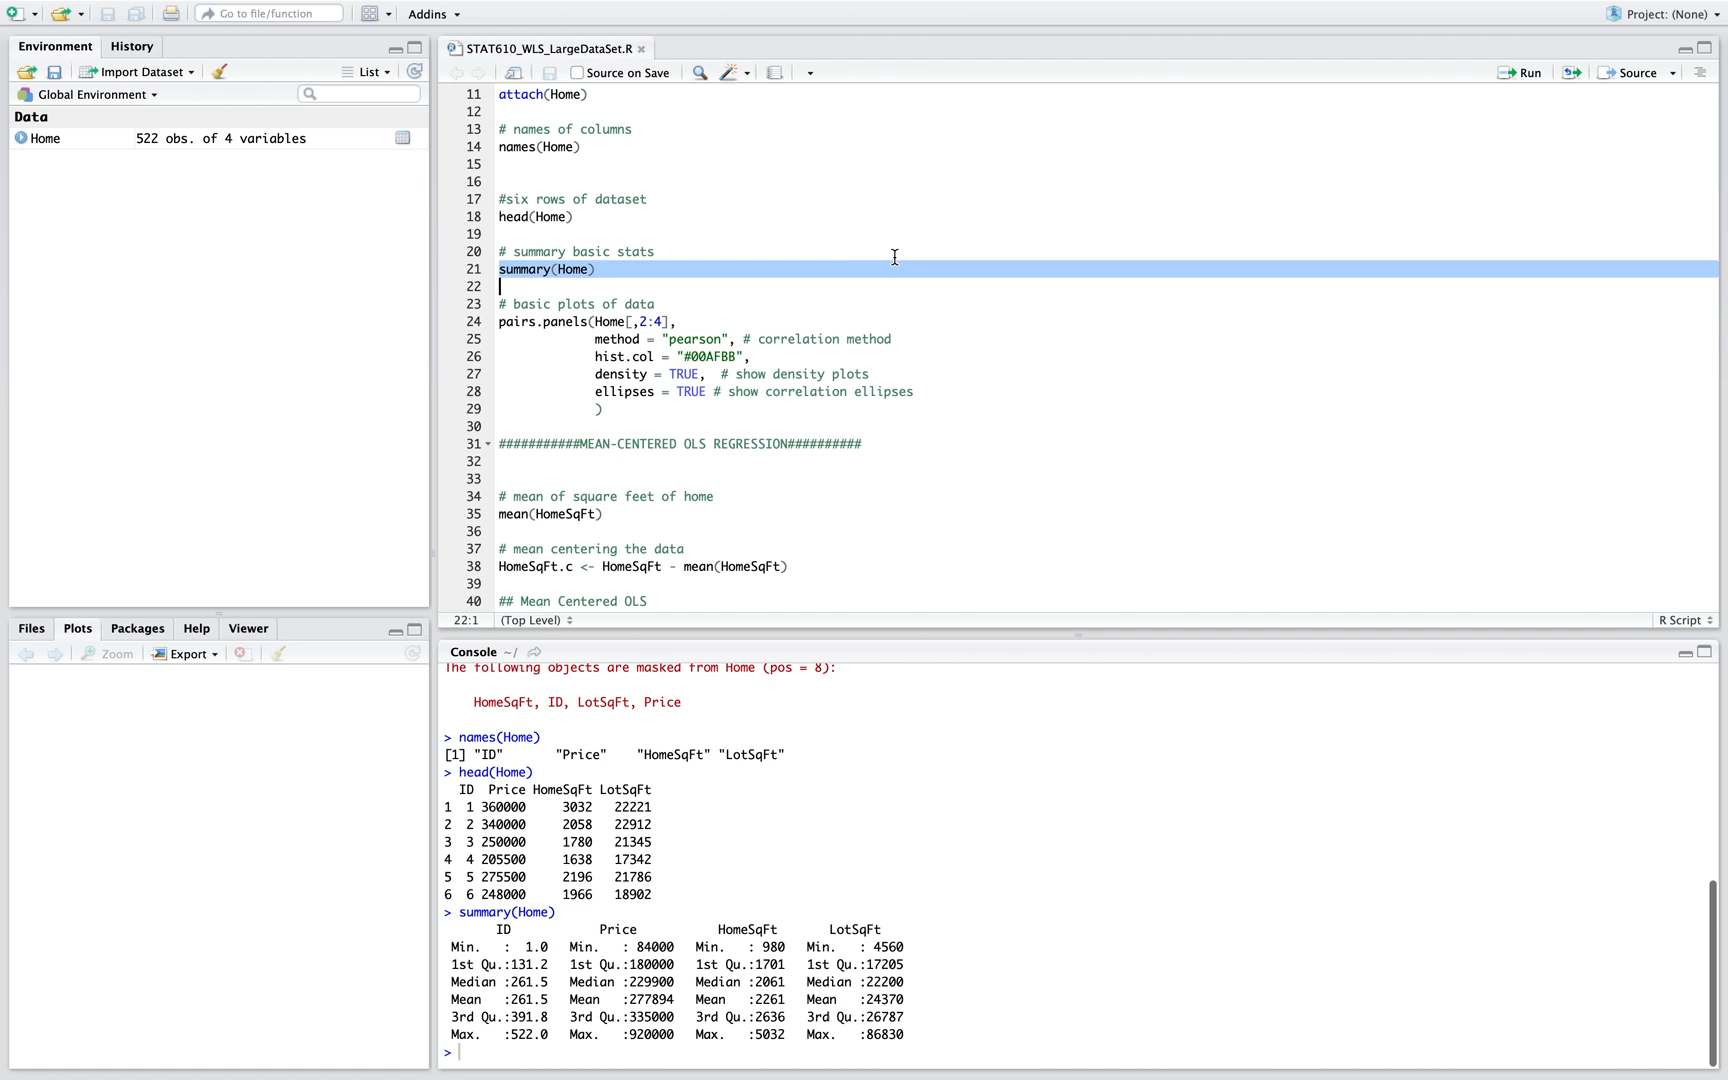 Go to file/function
Addins
Project: (None)
Environment
History
Import Dataset
List
Global Environment
Data
Home
522 obs. of 4 variables
Files
Plots
Packages
Help
Viewer
Zoom
Export
STAT610_WLS_LargeDataSet.R
Source on Save
Run
Source
11 attach(Home)
12
13 # names of columns
14 names(Home)
15
16
17 #six rows of dataset
18 head(Home)
19
20 # summary basic stats
21 summary(Home)
22
23 # basic plots of data
24 pairs.panels(Home[,2:4],
25 method = "pearson", # correlation method
26 hist.col = "#00AFBB",
27 density = TRUE,  # show density plots
28 ellipses = TRUE # show correlation ellipses
29 )
30
31 ###########MEAN-CENTERED OLS REGRESSION##########
32
33
34 # mean of square feet of home
35 mean(HomeSqFt)
36
37 # mean centering the data
38 HomeSqFt.c <- HomeSqFt - mean(HomeSqFt)
39
40 ## Mean Centered OLS
22:1
(Top Level)
R Script
Console ~/
The following objects are masked from Home (pos = 8):
HomeSqFt, ID, LotSqFt, Price
> names(Home)
[1] "ID"       "Price"    "HomeSqFt" "LotSqFt"
> head(Home)
  ID  Price HomeSqFt LotSqFt
1  1 360000     3032   22221
2  2 340000     2058   22912
3  3 250000     1780   21345
4  4 205500     1638   17342
5  5 275500     2196   21786
6  6 248000     1966   18902
> summary(Home)
       ID            Price           HomeSqFt       LotSqFt
 Min.   :  1.0   Min.   : 84000   Min.   : 980   Min.   : 4560
 1st Qu.:131.2   1st Qu.:180000   1st Qu.:1701   1st Qu.:17205
 Median :261.5   Median :229900   Median :2061   Median :22200
 Mean   :261.5   Mean   :277894   Mean   :2261   Mean   :24370
 3rd Qu.:391.8   3rd Qu.:335000   3rd Qu.:2636   3rd Qu.:26787
 Max.   :522.0   Max.   :920000   Max.   :5032   Max.   :86830
>